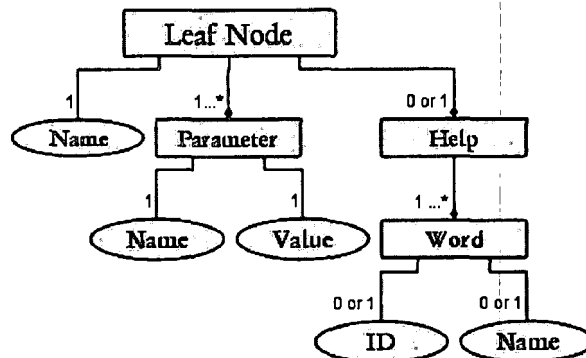 Leaf Node
1
1...*
0 or 1
Name
Parameter
Help
1
1
1 ...*
Name
Value
Word
0 or 1
0 or 1
ID
Name